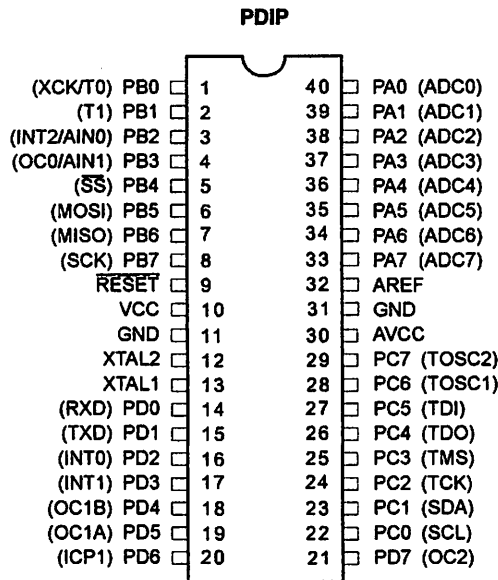 PDIP
(XCK/T0) PB0 1 40 PA0 (ADC0)
(T1) PB1 2 39 PA1 (ADC1)
(INT2/AIN0) PB2 3 38 PA2 (ADC2)
(OC0/AIN1) PB3 4 37 PA3 (ADC3)
(SS) PB4 5 36 PA4 (ADC4)
(MOSI) PB5 6 35 PA5 (ADC5)
(MISO) PB6 7 34 PA6 (ADC6)
(SCK) PB7 8 33 PA7 (ADC7)
RESET 9 32 AREF
VCC 10 31 GND
GND 11 30 AVCC
XTAL2 12 29 PC7 (TOSC2)
XTAL1 13 28 PC6 (TOSC1)
(RXD) PD0 14 27 PC5 (TDI)
(TXD) PD1 15 26 PC4 (TDO)
(INT0) PD2 16 25 PC3 (TMS)
(INT1) PD3 17 24 PC2 (TCK)
(OC1B) PD4 18 23 PC1 (SDA)
(OC1A) PD5 19 22 PC0 (SCL)
(ICP1) PD6 20 21 PD7 (OC2)